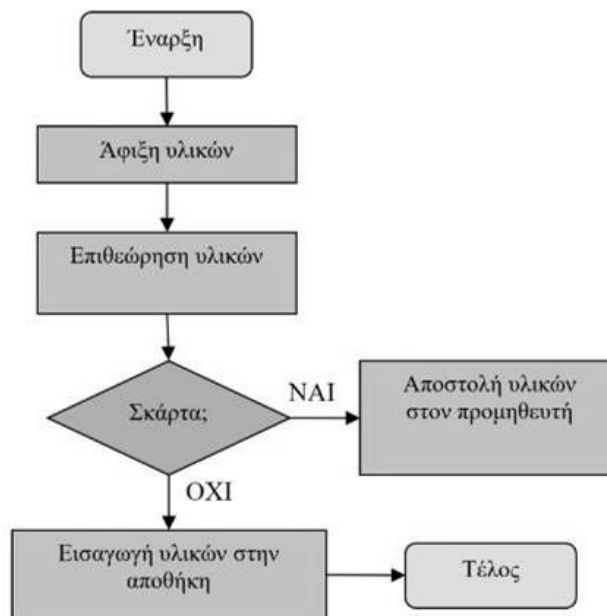 Έναρξη
Άφιξη υλικών
Επιθεώρηση υλικών
Σκάρτα;
ΝΑΙ
Αποστολή υλικών
στον προμηθευτή
ΟΧΙ
Εισαγωγή υλικών στην
αποθήκη
Τέλος